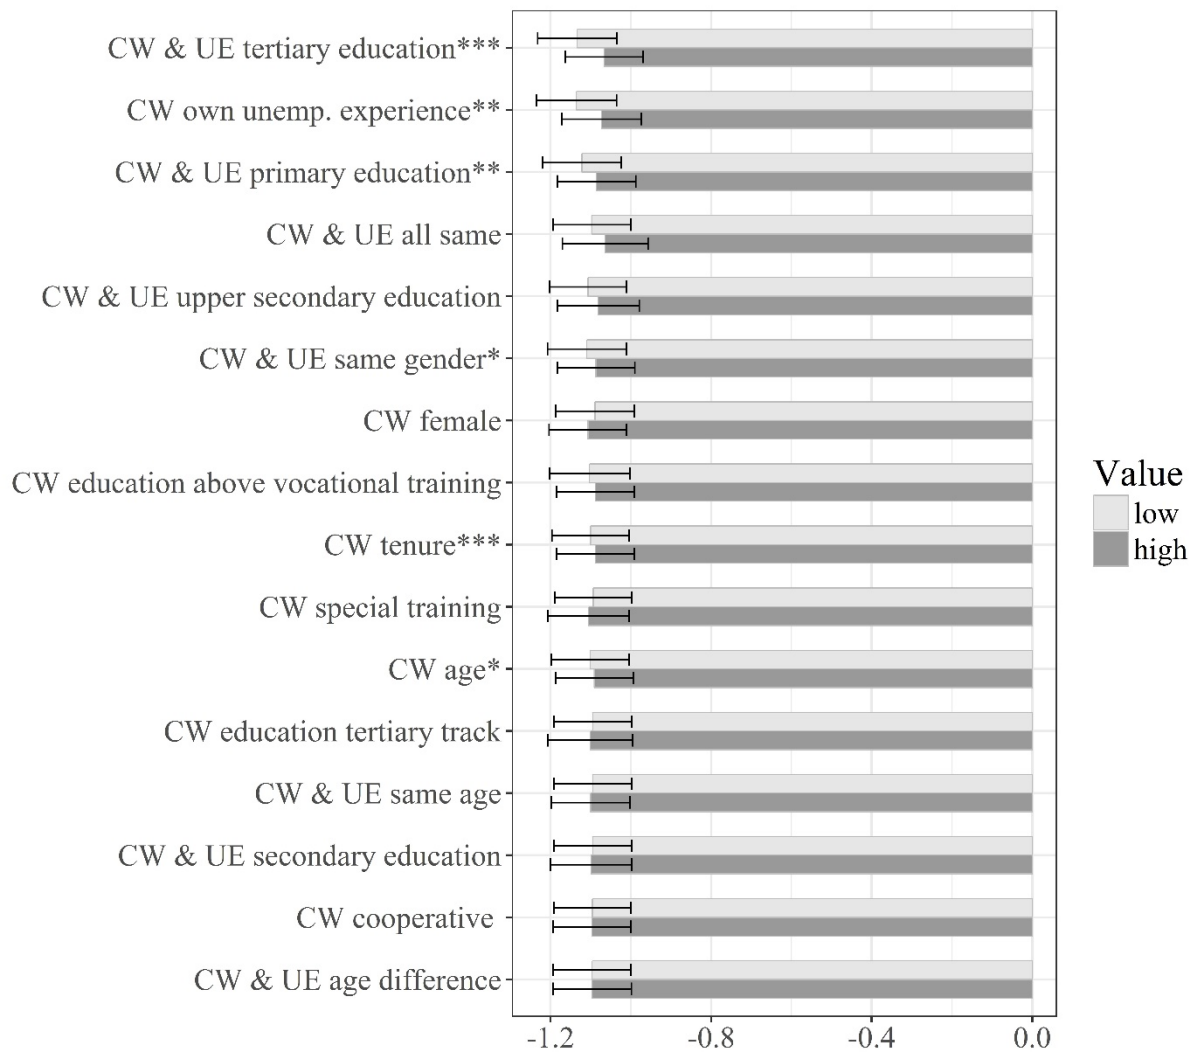 CW & UE tertiary education***
CW own unemp. experience**
CW & UE primary education**
CW & UE all same
CW & UE upper secondary education
CW & UE same gender*
CW female
CW education above vocational training
CW tenure***
CW special training
CW age*
CW education tertiary track
CW & UE same age
CW & UE secondary education
CW cooperative
CW & UE age difference
-1.2 -0.8 -0.4 0.0
Value
low
high